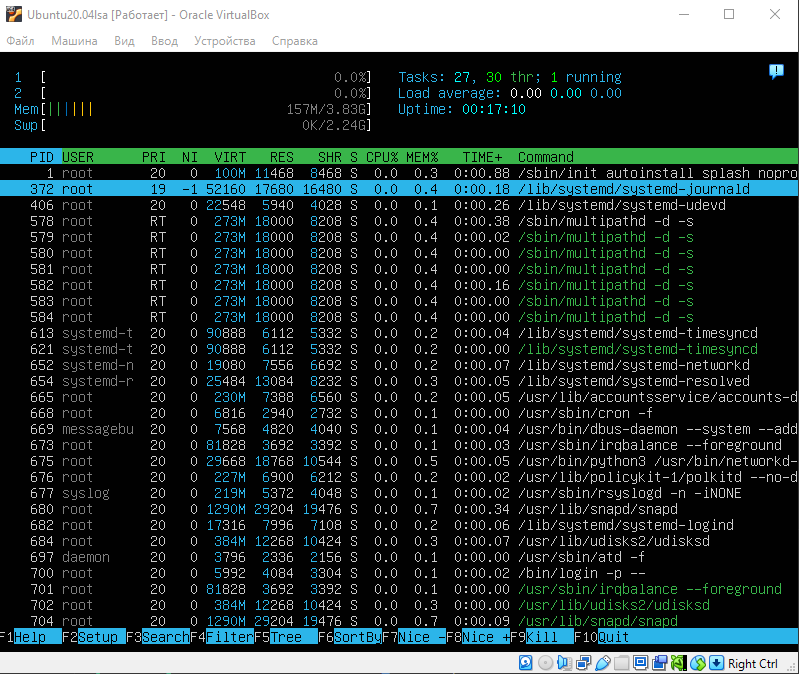 Ubuntu20.04lsa [Работает] - Oracle VirtualBox
Файл Машина Вид Ввод Устройства Справка
1 [ 0.0%] Tasks: 27, 30 thr; 1 running
2 [ 0.0%] Load average: 0.00 0.00 0.00
Mem[|||||| 157M/3.83G] Uptime: 00:17:10
Swp[ 0K/2.24G]
PID USER PRI NI VIRT RES SHR S CPU% MEM% TIME+ Command
1 root 20 0 100M 11468 8468 S 0.0 0.3 0:00.88 /sbin/init autoinstall splash nopro
372 root 19 -1 52160 17680 16480 S 0.0 0.4 0:00.18 /lib/systemd/systemd-journald
406 root 20 0 22548 5940 4028 S 0.0 0.1 0:00.26 /lib/systemd/systemd-udevd
578 root RT 0 273M 18000 8208 S 0.0 0.4 0:00.38 /sbin/multipathd -d -s
579 root RT 0 273M 18000 8208 S 0.0 0.4 0:00.02 /sbin/multipathd -d -s
580 root RT 0 273M 18000 8208 S 0.0 0.4 0:00.00 /sbin/multipathd -d -s
581 root RT 0 273M 18000 8208 S 0.0 0.4 0:00.00 /sbin/multipathd -d -s
582 root RT 0 273M 18000 8208 S 0.0 0.4 0:00.16 /sbin/multipathd -d -s
583 root RT 0 273M 18000 8208 S 0.0 0.4 0:00.00 /sbin/multipathd -d -s
584 root RT 0 273M 18000 8208 S 0.0 0.4 0:00.00 /sbin/multipathd -d -s
613 systemd-t 20 0 90888 6112 5332 S 0.0 0.2 0:00.04 /lib/systemd/systemd-timesyncd
621 systemd-t 20 0 90888 6112 5332 S 0.0 0.2 0:00.00 /lib/systemd/systemd-timesyncd
652 systemd-n 20 0 19080 7556 6692 S 0.0 0.2 0:00.07 /lib/systemd/systemd-networkd
654 systemd-r 20 0 25484 13084 8232 S 0.0 0.3 0:00.05 /lib/systemd/systemd-resolved
665 root 20 0 230M 7388 6560 S 0.0 0.2 0:00.05 /usr/lib/accountsservice/accounts-d
668 root 20 0 6816 2940 2732 S 0.0 0.1 0:00.00 /usr/sbin/cron -f
669 messagebu 20 0 7568 4820 4040 S 0.0 0.1 0:00.04 /usr/bin/dbus-daemon --system --add
673 root 20 0 81828 3692 3392 S 0.0 0.1 0:00.03 /usr/sbin/irqbalance --foreground
675 root 20 0 29668 18768 10544 S 0.0 0.5 0:00.05 /usr/bin/python3 /usr/bin/networkd-
676 root 20 0 227M 6900 6212 S 0.0 0.2 0:00.02 /usr/lib/policykit-1/polkitd --no-d
677 syslog 20 0 219M 5372 4048 S 0.0 0.1 0:00.02 /usr/sbin/rsyslogd -n -iNONE
680 root 20 0 1290M 29204 19476 S 0.0 0.7 0:00.34 /usr/lib/snapd/snapd
682 root 20 0 17316 7996 7108 S 0.0 0.2 0:00.06 /lib/systemd/systemd-logind
684 root 20 0 384M 12268 10424 S 0.0 0.3 0:00.07 /usr/lib/udisks2/udisksd
697 daemon 20 0 3796 2336 2156 S 0.0 0.1 0:00.00 /usr/sbin/atd -f
700 root 20 0 5992 4084 3304 S 0.0 0.1 0:00.02 /bin/login -p --
701 root 20 0 81828 3692 3392 S 0.0 0.1 0:00.00 /usr/sbin/irqbalance --foreground
702 root 20 0 384M 12268 10424 S 0.0 0.3 0:00.00 /usr/lib/udisks2/udisksd
704 root 20 0 1290M 29204 19476 S 0.0 0.7 0:00.09 /usr/lib/snapd/snapd
F1Help F2Setup F3SearchF4FilterF5Tree F6SortByF7Nice -F8Nice +F9Kill F10Quit
Right Ctrl